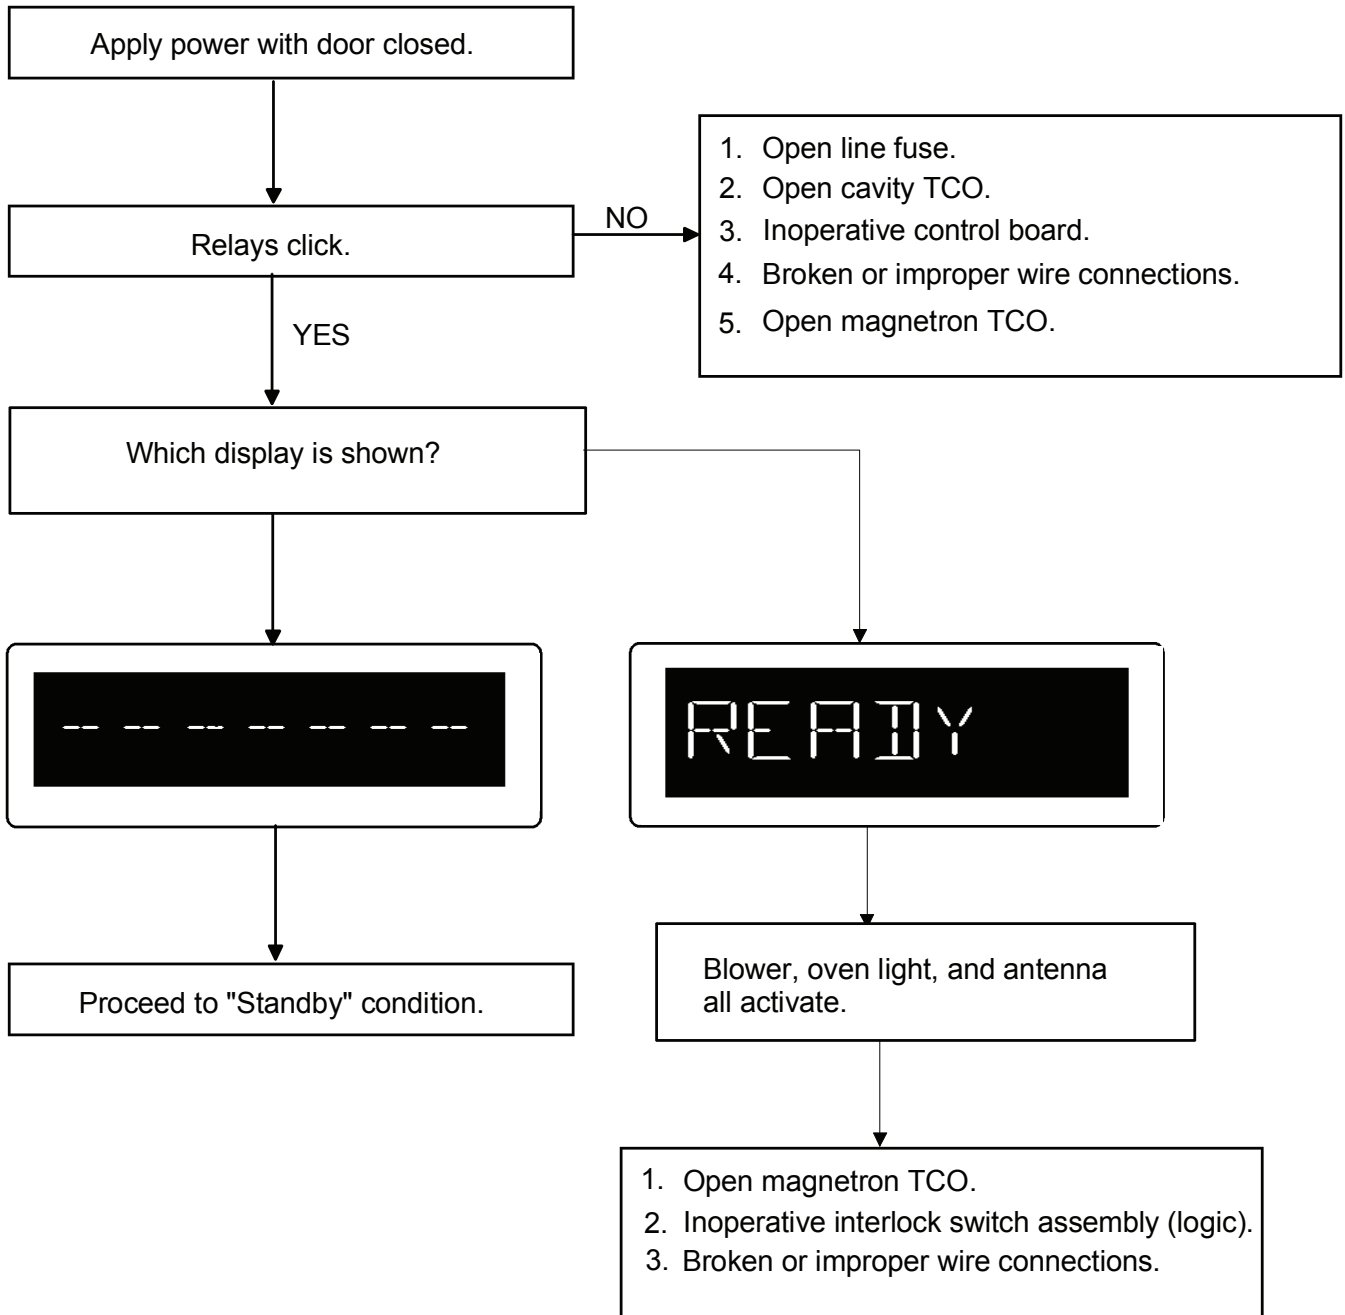 Apply power with door closed.
Relays click.
NO
1. Open line fuse.
2. Open cavity TCO.
3. Inoperative control board.
4. Broken or improper wire connections.
5. Open magnetron TCO.
YES
Which display is shown?
-- -- -- -- -- -- --
READY
Proceed to "Standby" condition.
Blower, oven light, and antenna
all activate.
1. Open magnetron TCO.
2. Inoperative interlock switch assembly (logic).
3. Broken or improper wire connections.